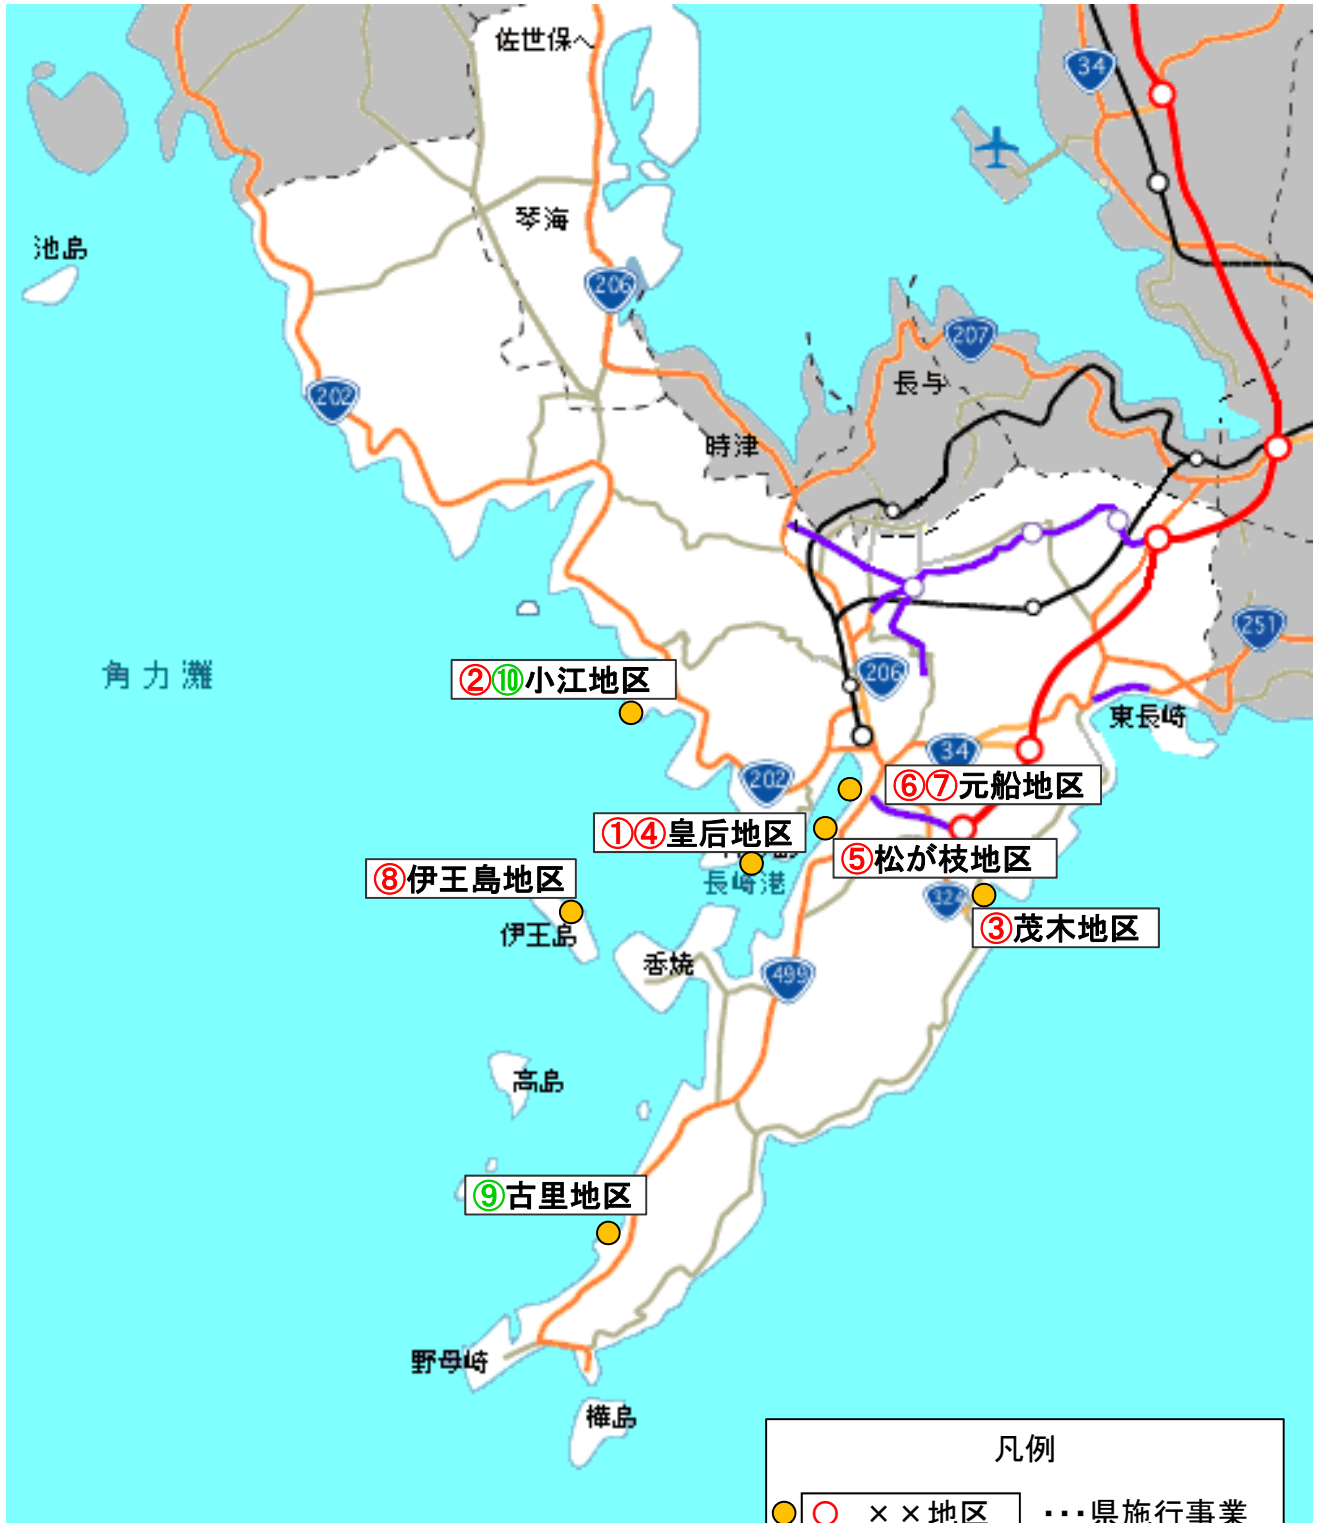 佐世保へ
34
琴海
池島
206
207
長与
202
時津
251
角力灘
②⑩小江地区
206
東長崎
34
202
⑥⑦元船地区
①④皇后地区
⑤松が枝地区
長崎港
⑧伊王島地区
324
③茂木地区
伊王島
香焼
499
高島
⑨古里地区
野母崎
樺島
凡例
○ ××地区 ･･･県施行事業